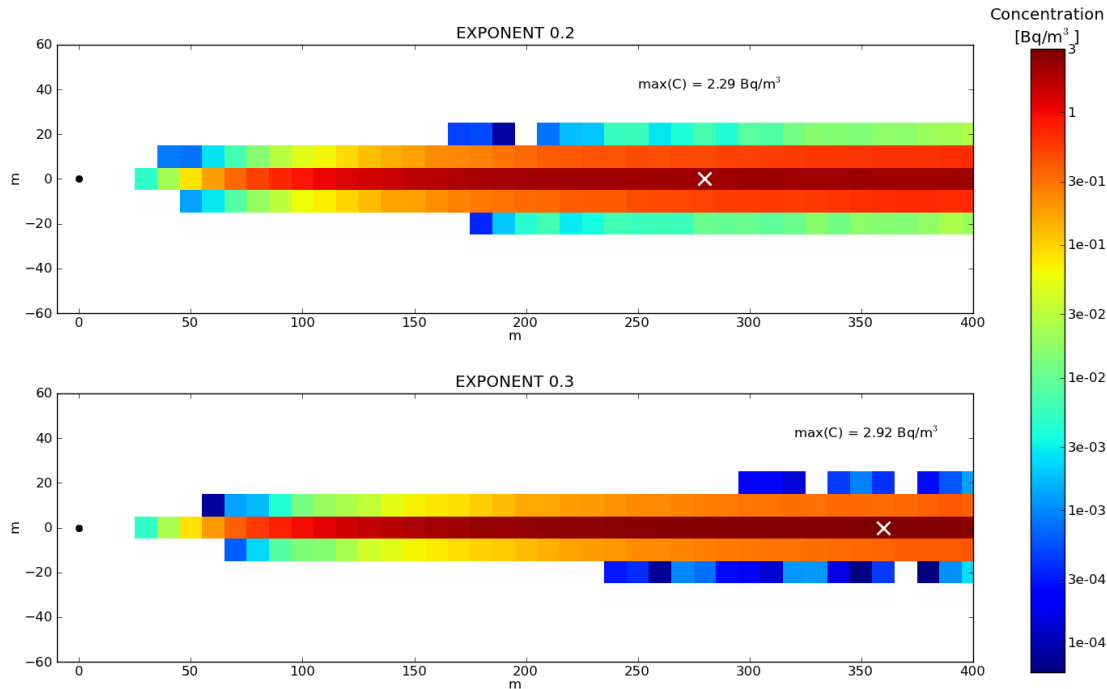 EXPONENT 0.2
60
40
20
0
−20
−40
−60
m
max(C) = 2.29 Bq/m³
0 50 100 150 200 250 300 350 400
m
EXPONENT 0.3
60
40
20
0
−20
−40
−60
m
max(C) = 2.92 Bq/m³
0 50 100 150 200 250 300 350 400
m
Concentration
[Bq/m³ ]
3
1
3e-01
1e-01
3e-02
1e-02
3e-03
1e-03
3e-04
1e-04